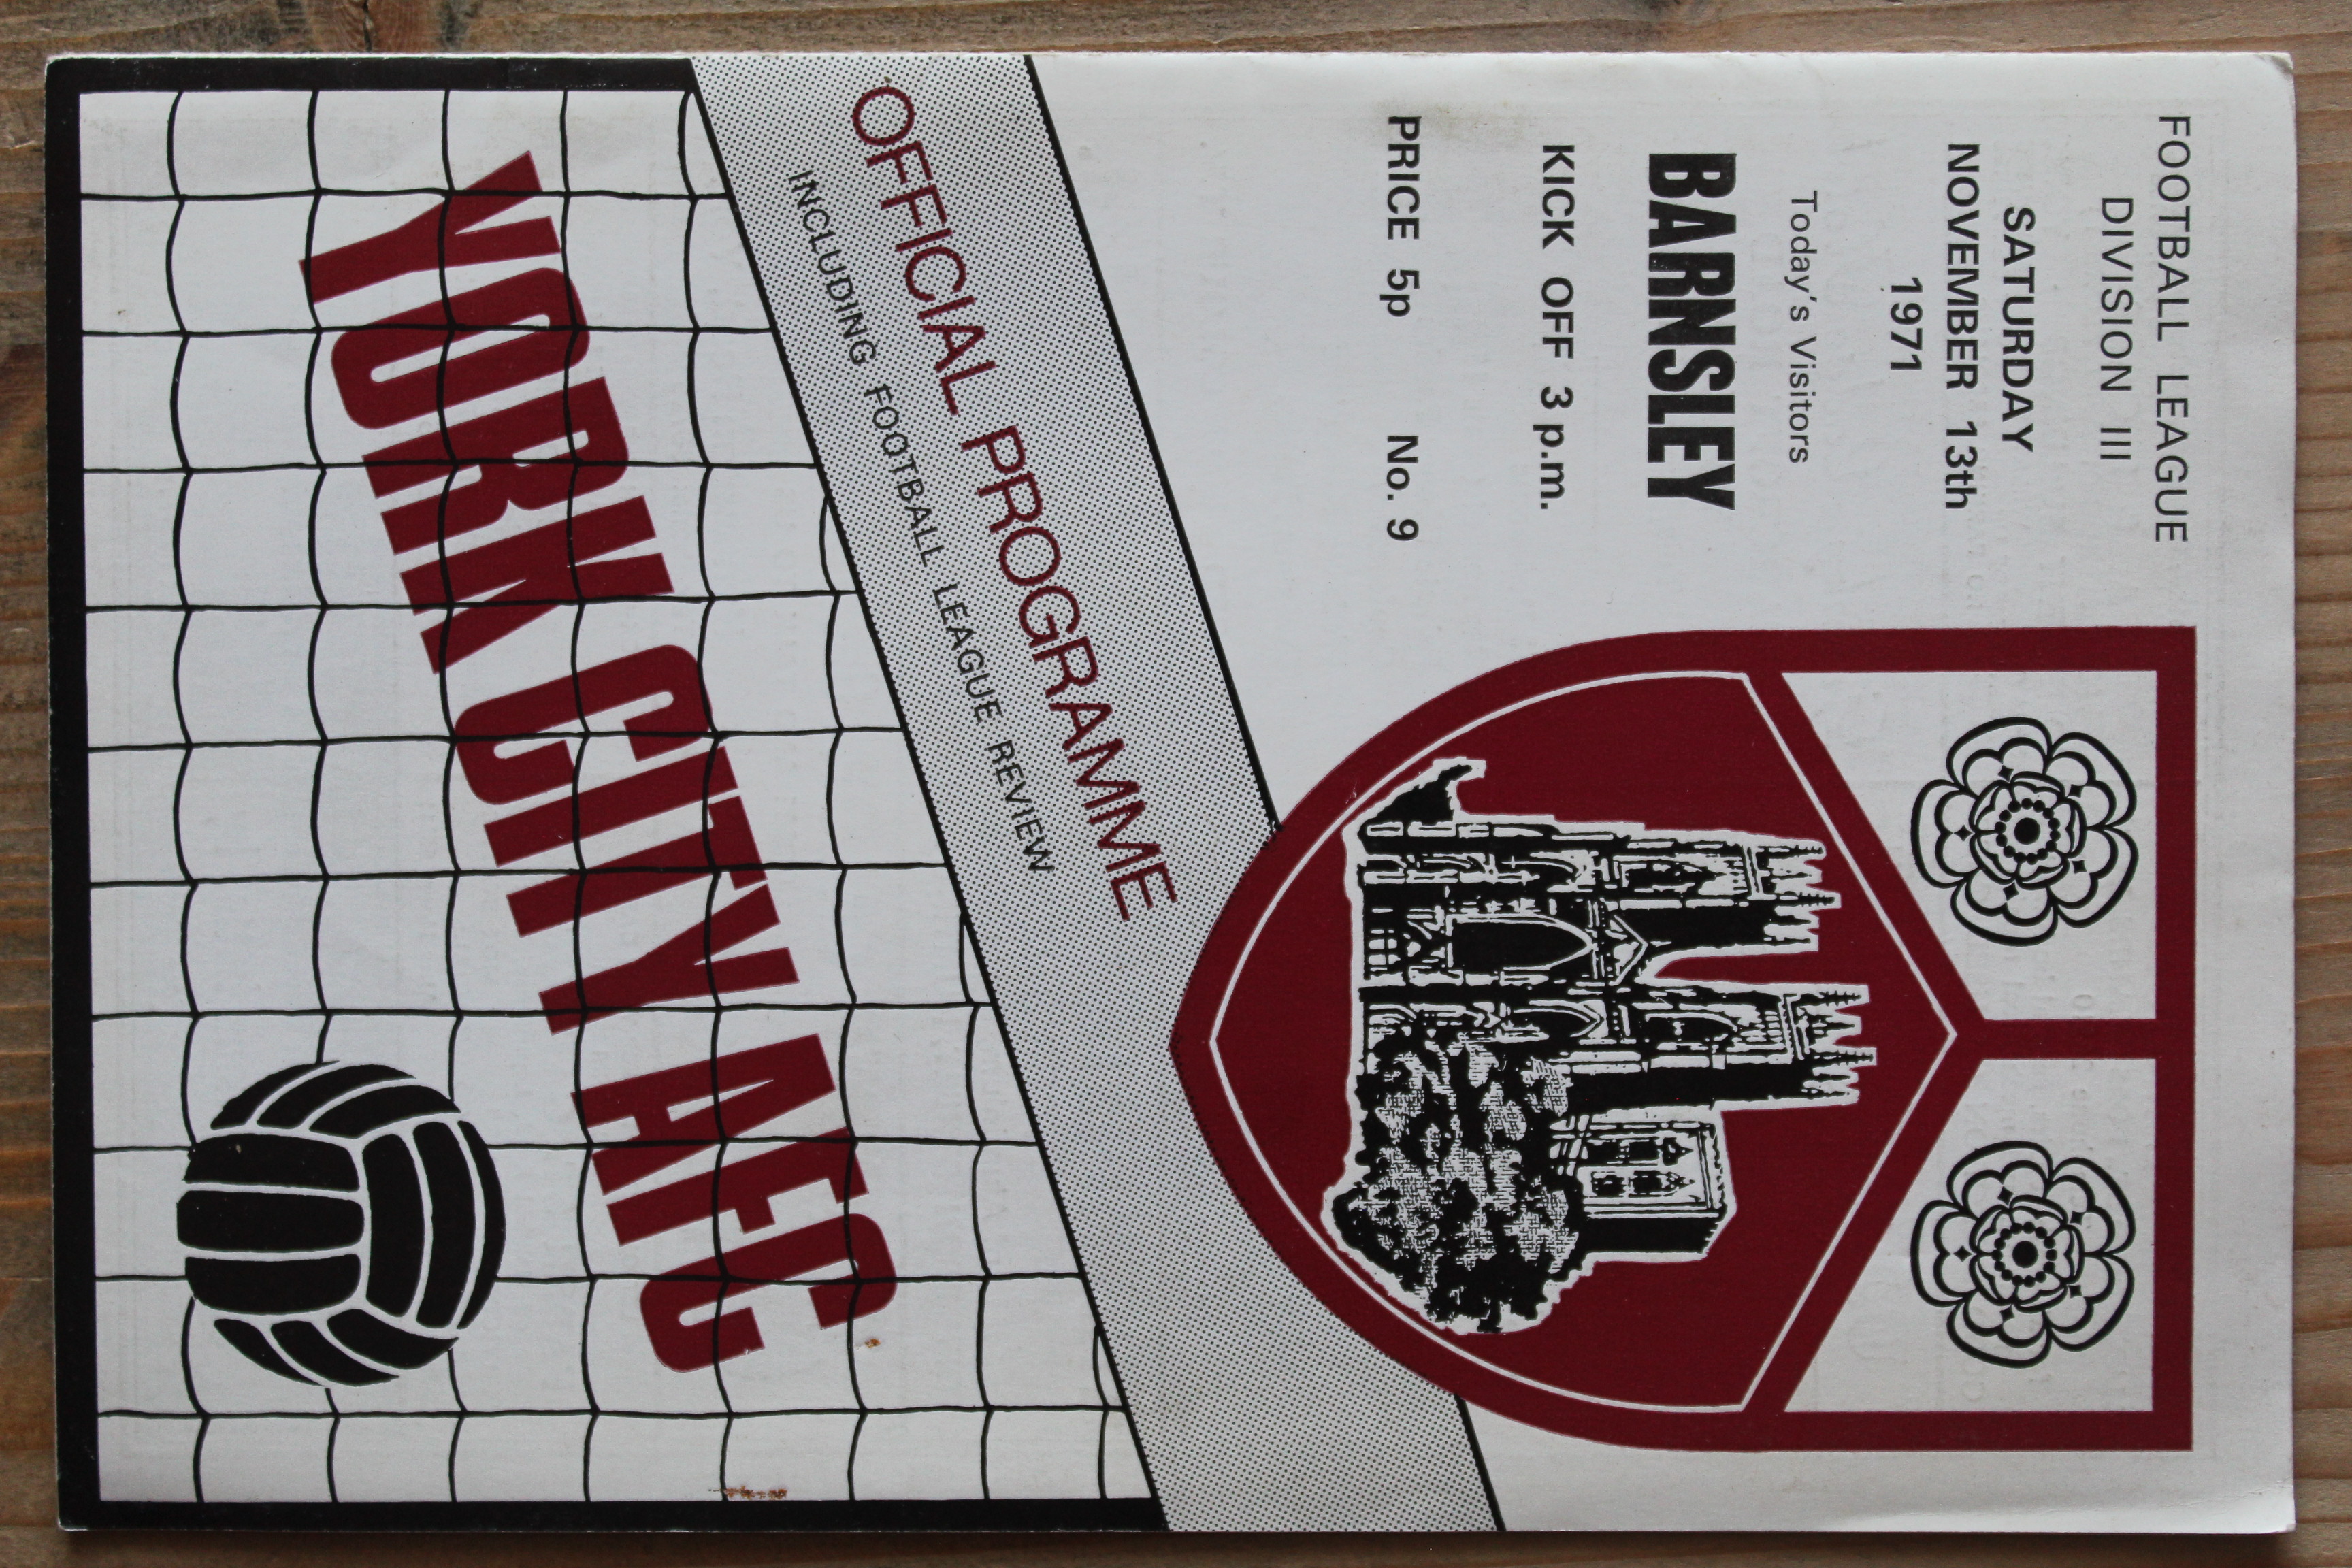 FOOTBALL LEAGUE
DIVISION III
SATURDAY
NOVEMBER 13th
1971
Today's Visitors
BARNSLEY
KICK OFF 3 p.m.
PRICE 5p No. 9
OFFICIAL PROGRAMME
INCLUDING FOOTBALL LEAGUE REVIEW
YORK CITY AFC